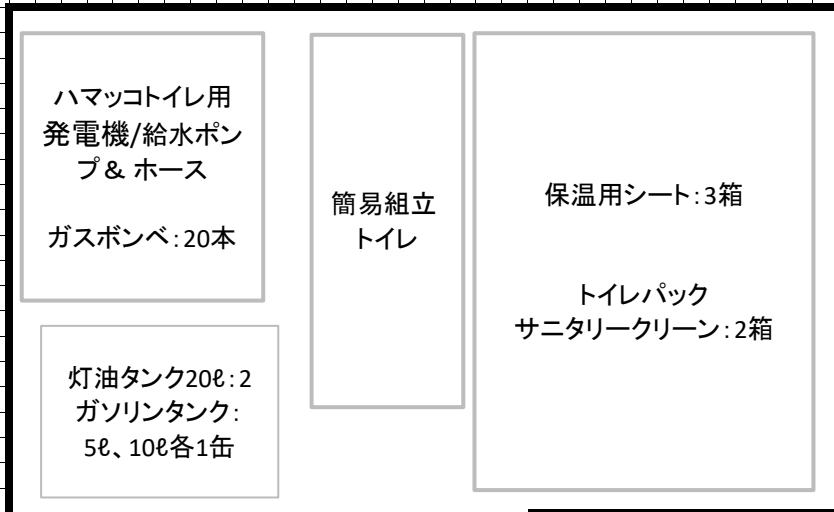 ハマッコトイレ用
発電機/給水ポン
プ＆ ホース
ガスボンベ：20本
灯油タンク20ℓ：2
ガソリンタンク：
5ℓ、10ℓ各1缶
簡易組立
トイレ
保温用シート：3箱
トイレパック
サニタリークリーン：2箱